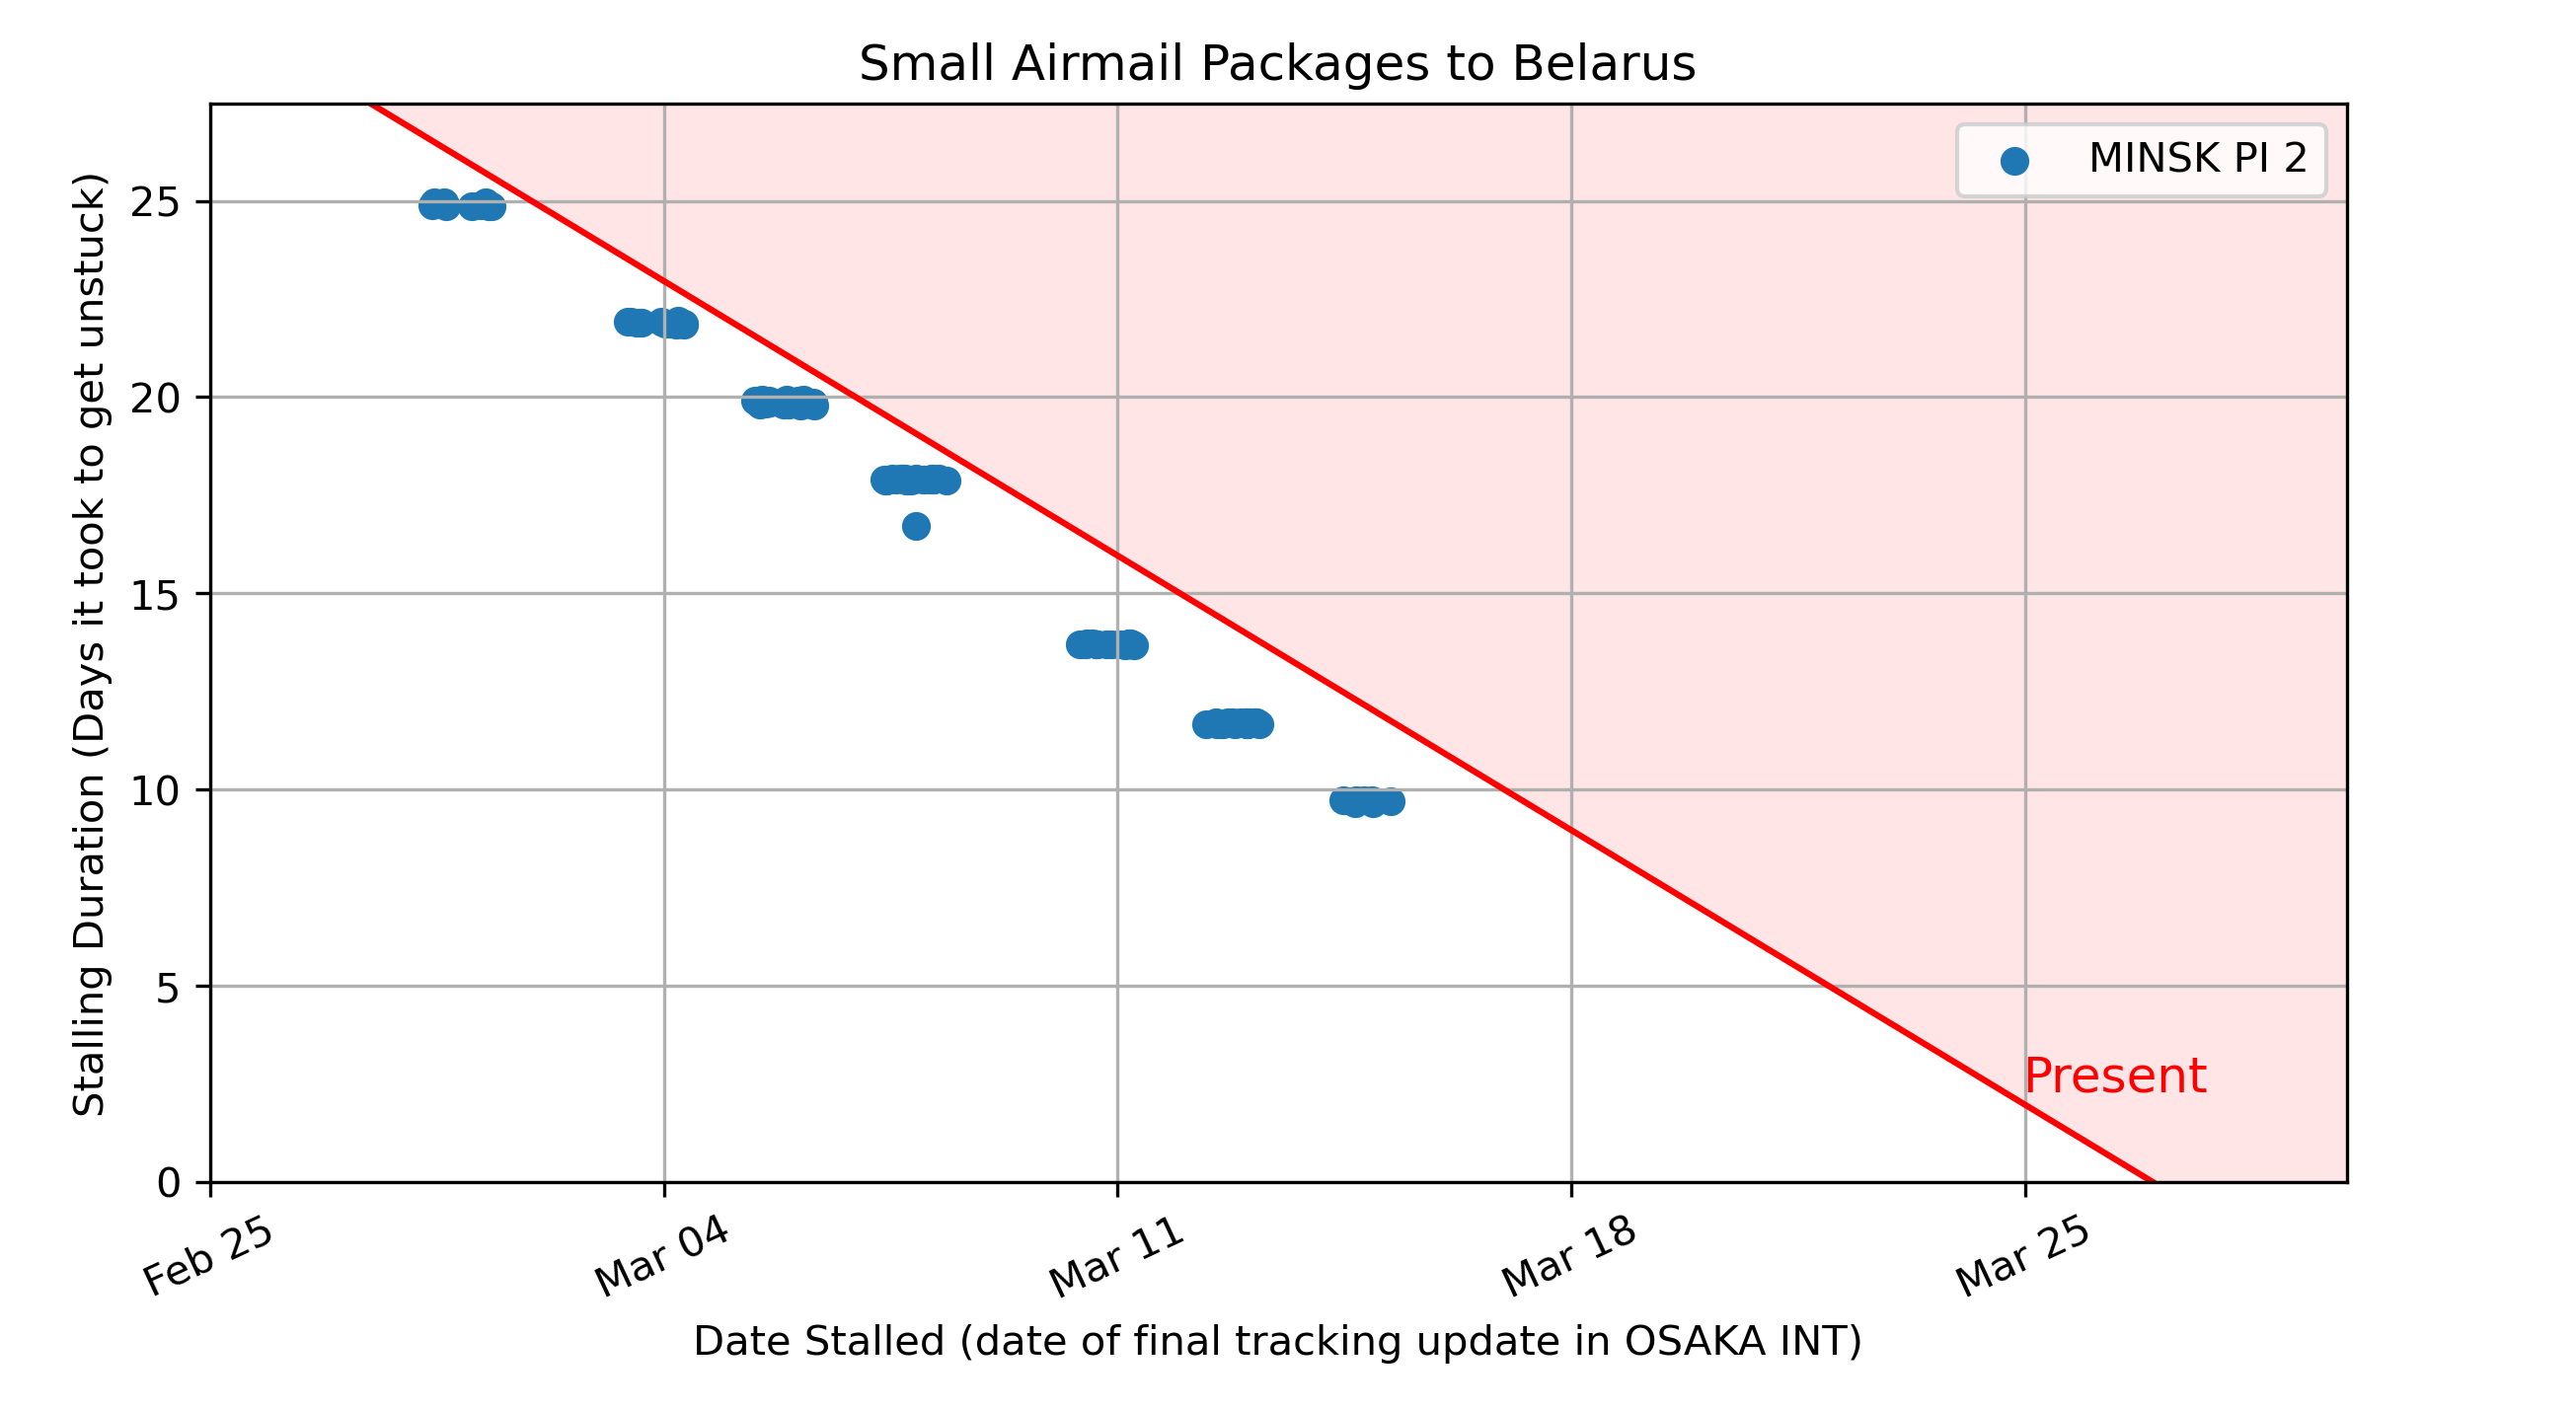 Small Airmail Packages to Belarus
MINSK PI 2
Stalling Duration (Days it took to get unstuck)
25
20
15
10
5
0
Present
Feb 25
Mar 04
Mar 11
Mar 18
Mar 25
Date Stalled (date of final tracking update in OSAKA INT)